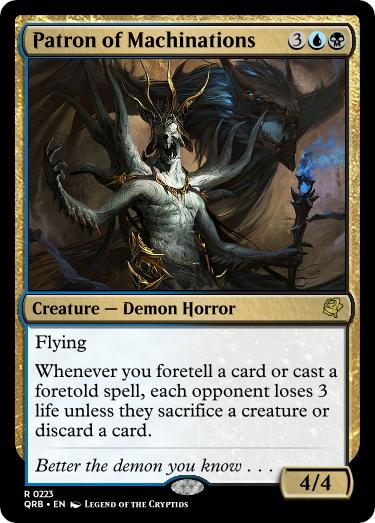 Patron of Machinations 3
Creature — Demon Horror
Flying
Whenever you foretell a card or cast a
foretold spell, each opponent loses 3
life unless they sacrifice a creature or
discard a card.
Better the demon you know . . .
4/4
R 0223
QRB • EN Legend of the Cryptids